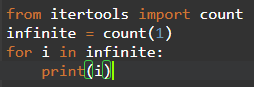 from itertools import count
infinite = count(1)
for i in infinite:
    print(i)